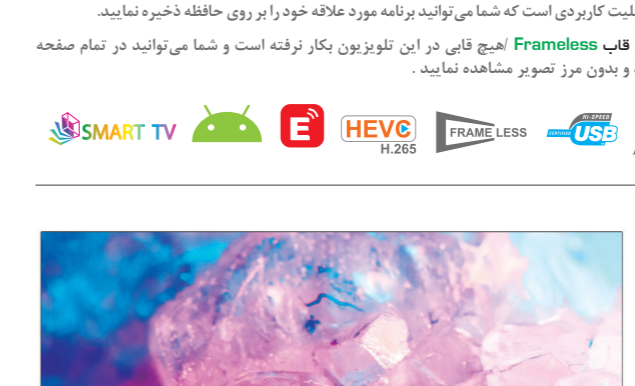 کاربردی است که شما می‌توانید برنامه مورد علاقه خود را بر روی حافظه ذخیره نمایید.
قاب Frameless /هیچ قابی در این تلویزیون بکار نرفته است و شما می‌توانید در تمام صفحه
و بدون مرز تصویر مشاهده نمایید .
SMART TV E HEVC H.265 FRAME LESS HI-SPEED CERTIFIED USB